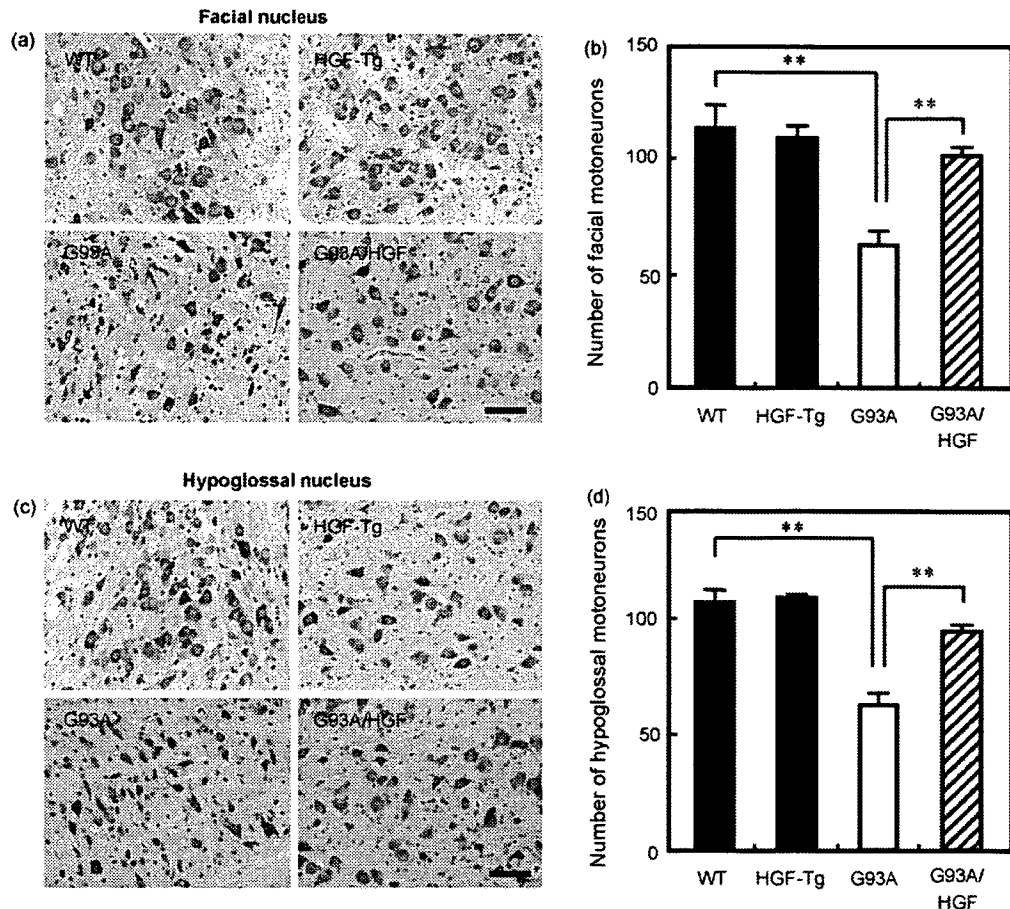 Facial nucleus
(a)
WT
HGF-Tg
G93A
G93A/HGF
(b)
150
100
50
0
Number of facial motoneurons
**
**
WT
HGF-Tg
G93A
G93A/
HGF
Hypoglossal nucleus
(c)
WT
HGF-Tg
G93A
G93A/HGF
(d)
150
100
50
0
Number of hypoglossal motoneurons
**
**
WT
HGF-Tg
G93A
G93A/
HGF